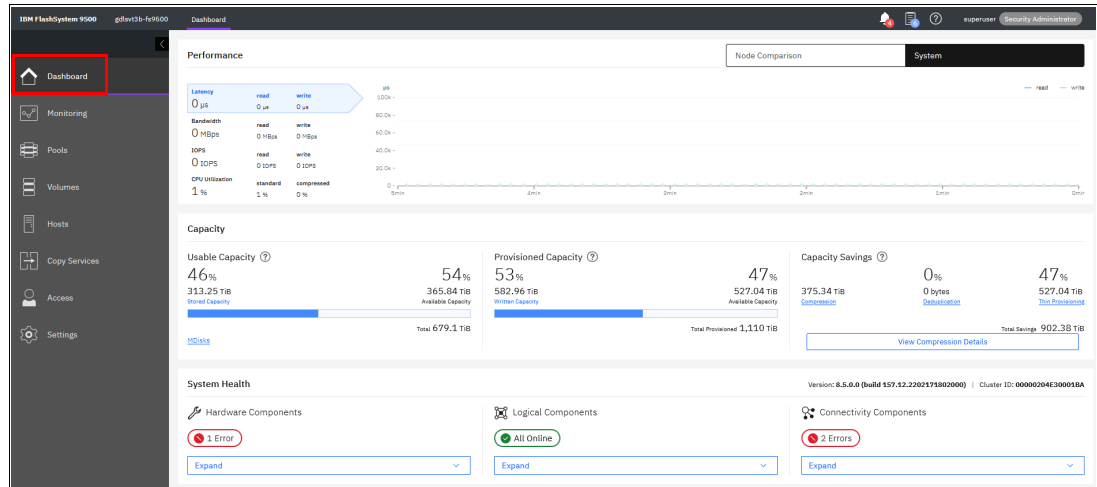 IBM FlashSystem 9500 gdlsvt3b-fs9500 Dashboard 4 6 ? superuser Security Administrator
Dashboard
Monitoring
Pools
Volumes
Hosts
Copy Services
Access
Settings
Performance
Node Comparison System
Latency read write
0 µs 0 µs 0 µs
Bandwidth read write
0 MBps 0 MBps 0 MBps
IOPS read write
0 IOPS 0 IOPS 0 IOPS
CPU Utilization standard compressed
1 % 1 % 0 %
µs
read write
100k
80.0k
60.0k
40.0k
20.0k
0
5min 4min 3min 2min 1min 0min
Capacity
Usable Capacity ?
46% 54%
313.25 TiB 365.84 TiB
Stored Capacity Available Capacity
Total 679.1 TiB
MDisks
Provisioned Capacity ?
53% 47%
582.96 TiB 527.04 TiB
Written Capacity Available Capacity
Total Provisioned 1,110 TiB
Capacity Savings ?
0% 47%
375.34 TiB 0 bytes 527.04 TiB
Compression Deduplication Thin Provisioning
Total Savings 902.38 TiB
View Compression Details
System Health
Version: 8.5.0.0 (build 157.12.2202171802000) | Cluster ID: 00000204E30001BA
Hardware Components
1 Error
Expand
Logical Components
All Online
Expand
Connectivity Components
2 Errors
Expand